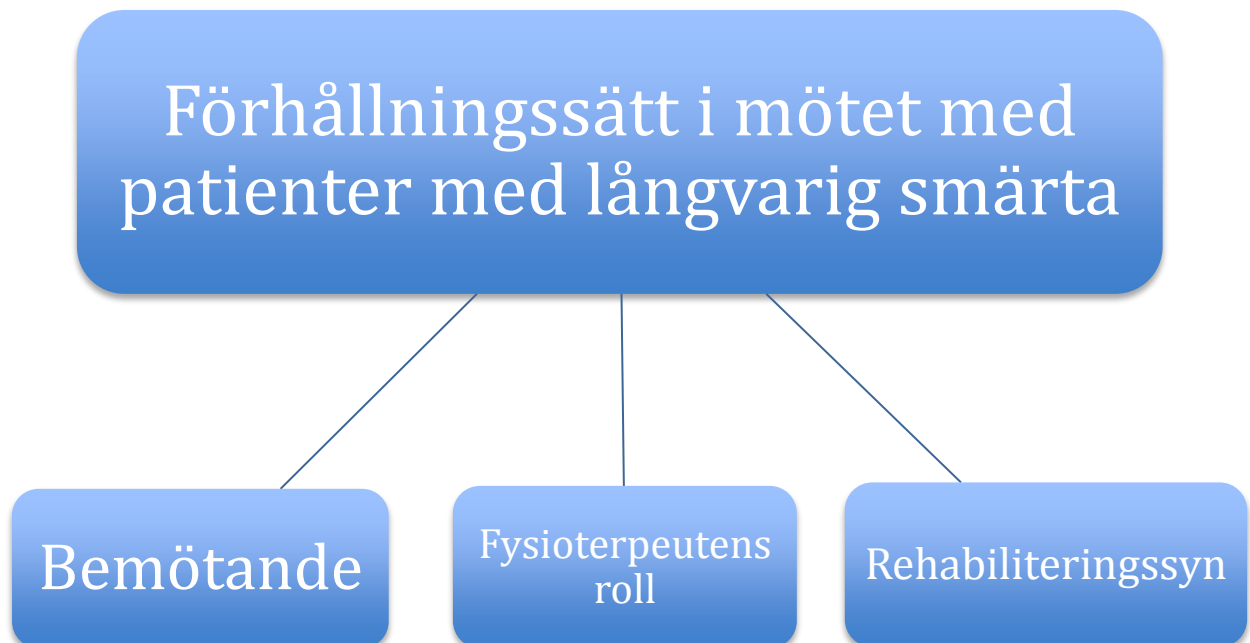 Förhållningssätt i mötet med
patienter med långvarig smärta
Bemötande
Fysioterpeutens
roll
Rehabiliteringssyn